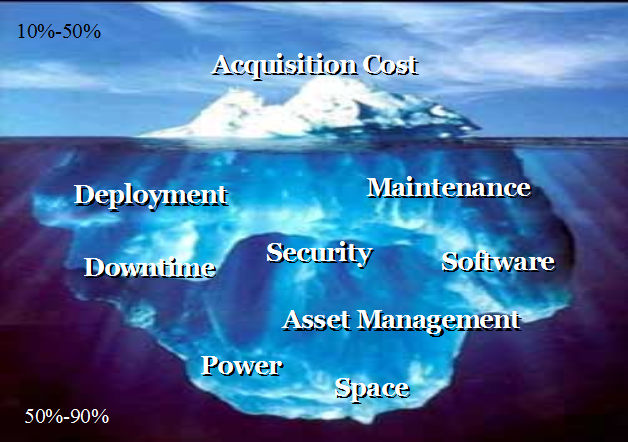 10%-50%
Acquisition Cost
Deployment
Maintenance
Security
Downtime
Software
Asset Management
Power
Space
50%-90%